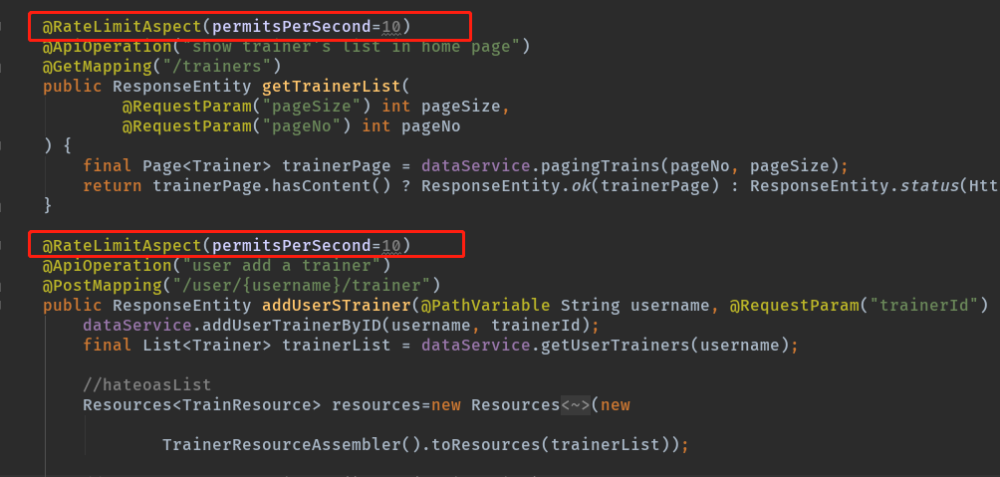 @RateLimitAspect(permitsPerSecond=10)
@ApiOperation("show trainer's list in home page")
@GetMapping("/trainers")
public ResponseEntity getTrainerList(
@RequestParam("pageSize") int pageSize,
@RequestParam("pageNo") int pageNo
) {
final Page<Trainer> trainerPage = dataService.pagingTrains(pageNo, pageSize);
return trainerPage.hasContent() ? ResponseEntity.ok(trainerPage) : ResponseEntity.status(Htt
}
@RateLimitAspect(permitsPerSecond=10)
@ApiOperation("user add a trainer")
@PostMapping("/user/{username}/trainer")
public ResponseEntity addUserSTrainer(@PathVariable String username, @RequestParam("trainerId")
dataService.addUserTrainerByID(username, trainerId);
final List<Trainer> trainerList = dataService.getUserTrainers(username);
//hateoasList
Resources<TrainResource> resources=new Resources<~>(new
TrainerResourceAssembler().toResources(trainerList));